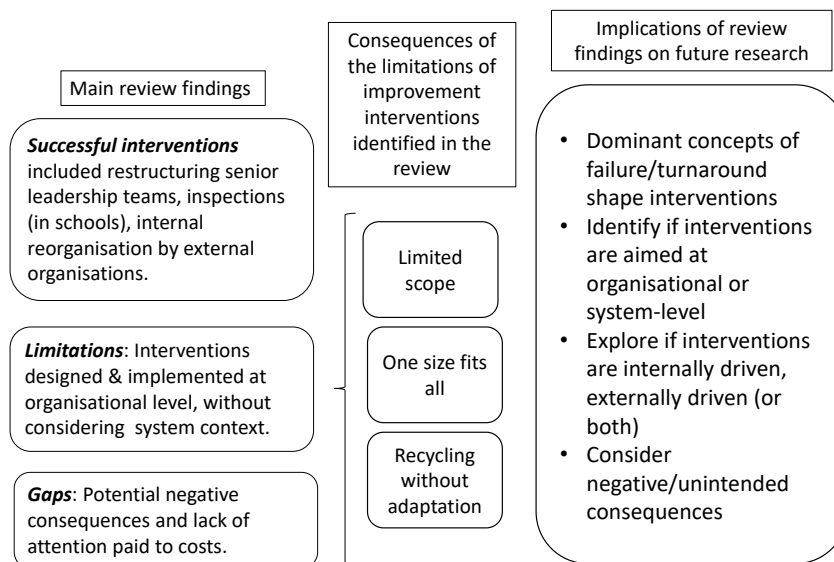 Main review findings
Successful interventions
included restructuring senior
leadership teams, inspections
(in schools), internal
reorganisation by external
organisations.
Limitations: Interventions
designed & implemented at
organisational level, without
considering system context.
Gaps: Potential negative
consequences and lack of
attention paid to costs.
Consequences of
the limitations of
improvement
interventions
identified in the
review
Limited
scope
One size fits
all
Recycling
without
adaptation
Implications of review
findings on future research
• Dominant concepts of
failure/turnaround
shape interventions
• Identify if interventions
are aimed at
organisational or
system-level
• Explore if interventions
are internally driven,
externally driven (or
both)
• Consider
negative/unintended
consequences